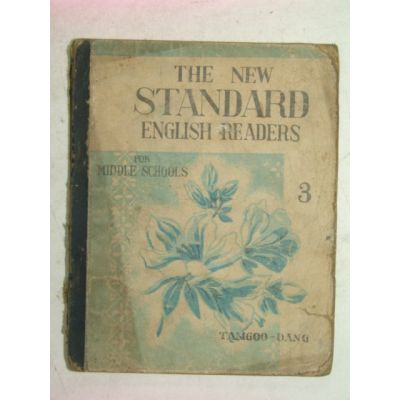 THE NEW
STANDARD
ENGLISH READERS
FOR
MIDDLE SCHOOLS
3
TAMGOO-DANG